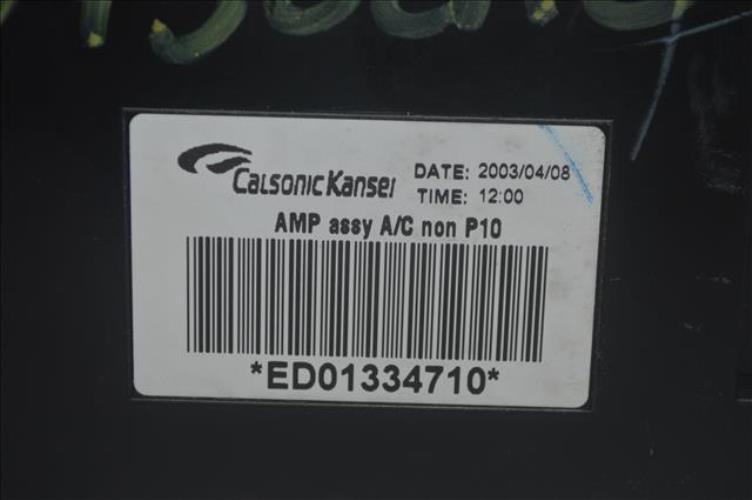 CalsonicKansei DATE: 2003/04/08
TIME: 12:00
AMP assy A/C non P10
*ED01334710*